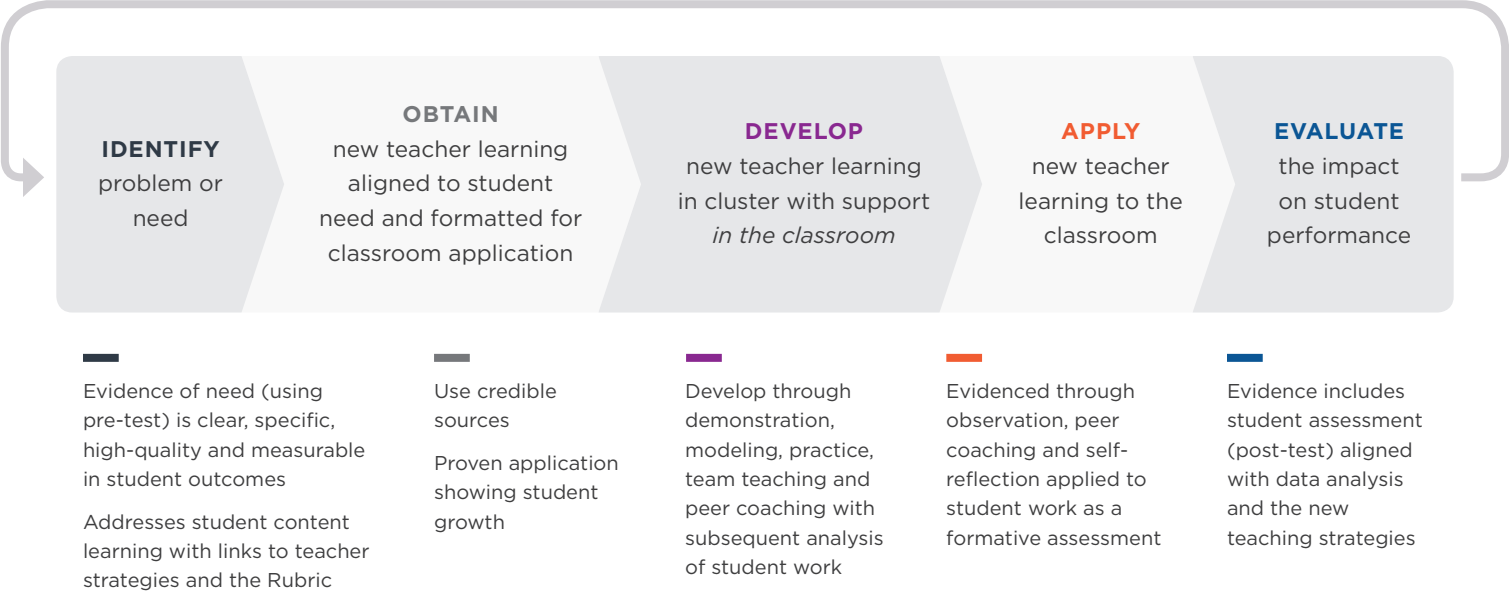 IDENTIFY
problem or
need
OBTAIN
new teacher learning
aligned to student
need and formatted for
classroom application
DEVELOP
new teacher learning
in cluster with support
in the classroom
APPLY
new teacher
learning to the
classroom
EVALUATE
the impact
on student
performance
Evidence of need (using
pre-test) is clear, specific,
high-quality and measurable
in student outcomes
Addresses student content
learning with links to teacher
strategies and the Rubric
Use credible
sources
Proven application
showing student
growth
Develop through
demonstration,
modeling, practice,
team teaching and
peer coaching with
subsequent analysis
of student work
Evidenced through
observation, peer
coaching and self-
reflection applied to
student work as a
formative assessment
Evidence includes
student assessment
(post-test) aligned
with data analysis
and the new
teaching strategies